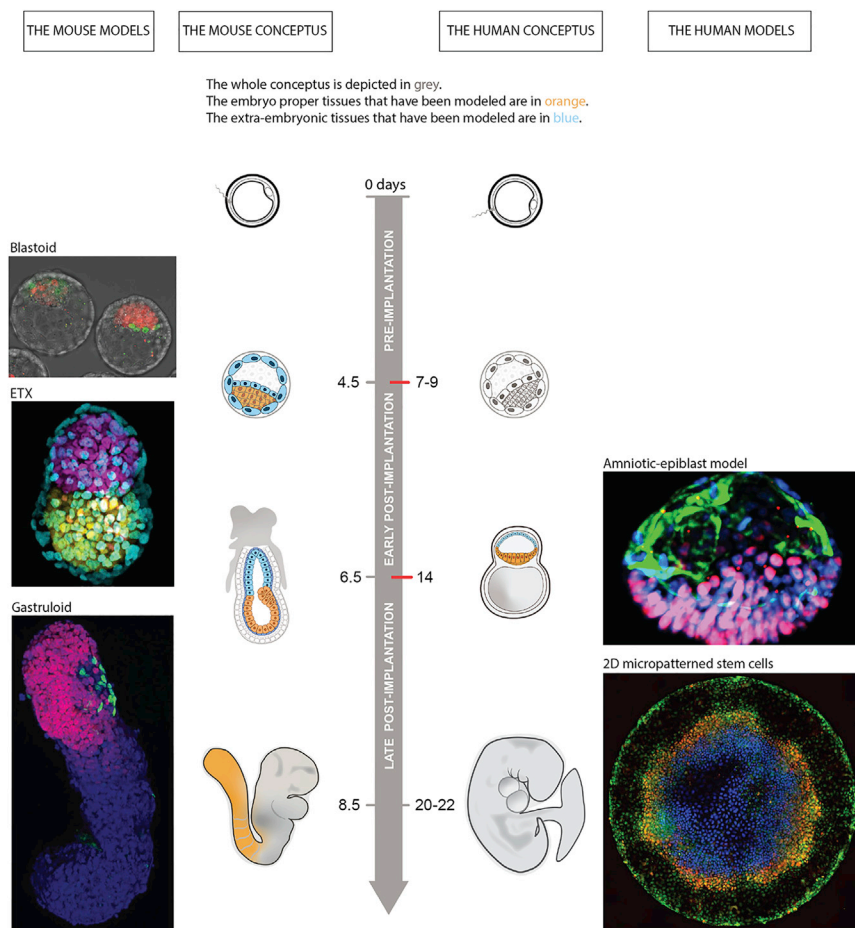 THE MOUSE MODELS
THE MOUSE CONCEPTUS
THE HUMAN CONCEPTUS
THE HUMAN MODELS
The whole conceptus is depicted in grey.
The embryo proper tissues that have been modeled are in orange.
The extra-embryonic tissues that have been modeled are in blue.
0 days
PRE-IMPLANTATION
Blastoid
4.5
7-9
ETX
EARLY POST-IMPLANTATION
Amniotic-epiblast model
6.5
14
Gastruloid
LATE POST-IMPLANTATION
2D micropatterned stem cells
8.5
20-22